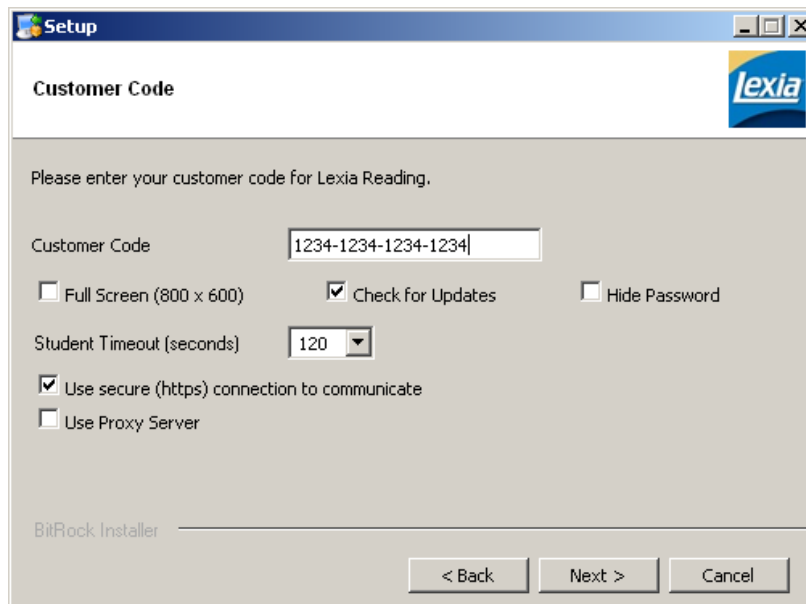 Setup
Customer Code
lexia
Please enter your customer code for Lexia Reading.
Customer Code 1234-1234-1234-1234
Full Screen (800 x 600) Check for Updates Hide Password
Student Timeout (seconds) 120
Use secure (https) connection to communicate
Use Proxy Server
BitRock Installer
< Back Next > Cancel